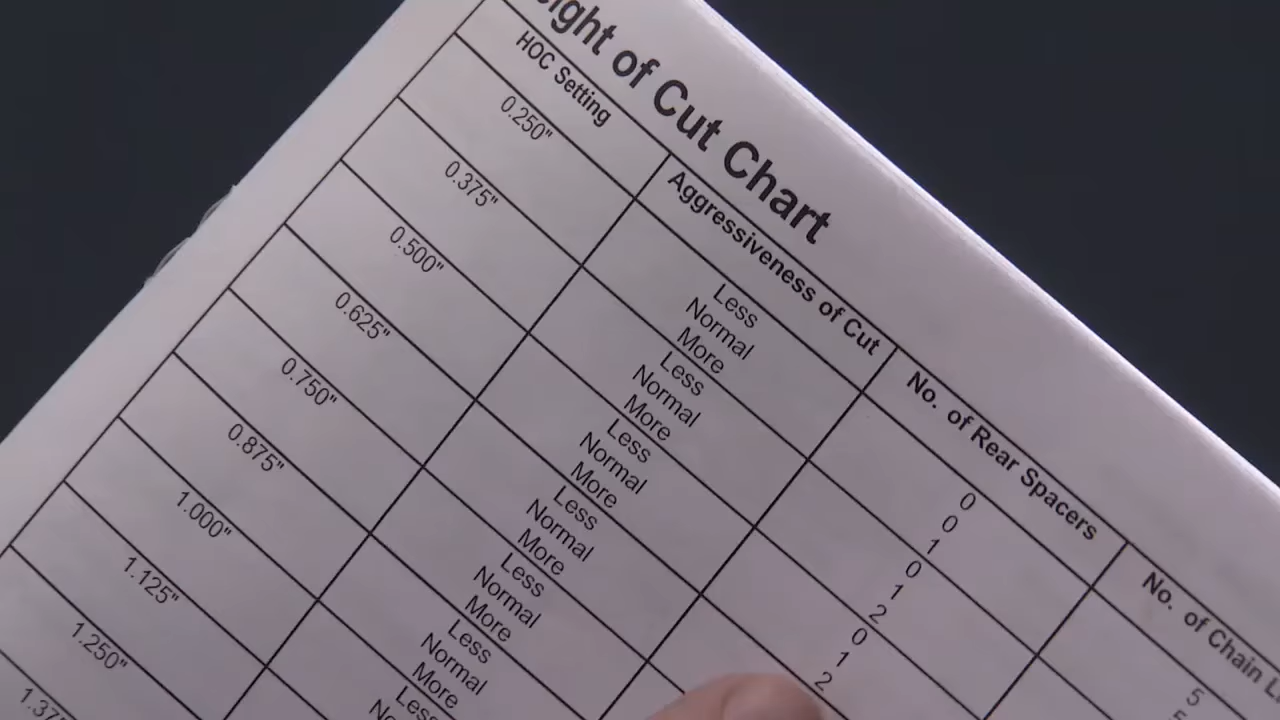 of Cut Chart
HOC Setting
Aggressiveness of Cut
No. of Rear Spacers
No. of Chain
0.250"
Less
0
5
Normal
0
More
1
0.375"
Less
0
Normal
1
More
2
0.500"
Less
0
Normal
1
More
2
0.625"
Less
Normal
More
0.750"
Less
Normal
More
0.875"
Less
Normal
More
1.000"
Less
1.125"
1.250"